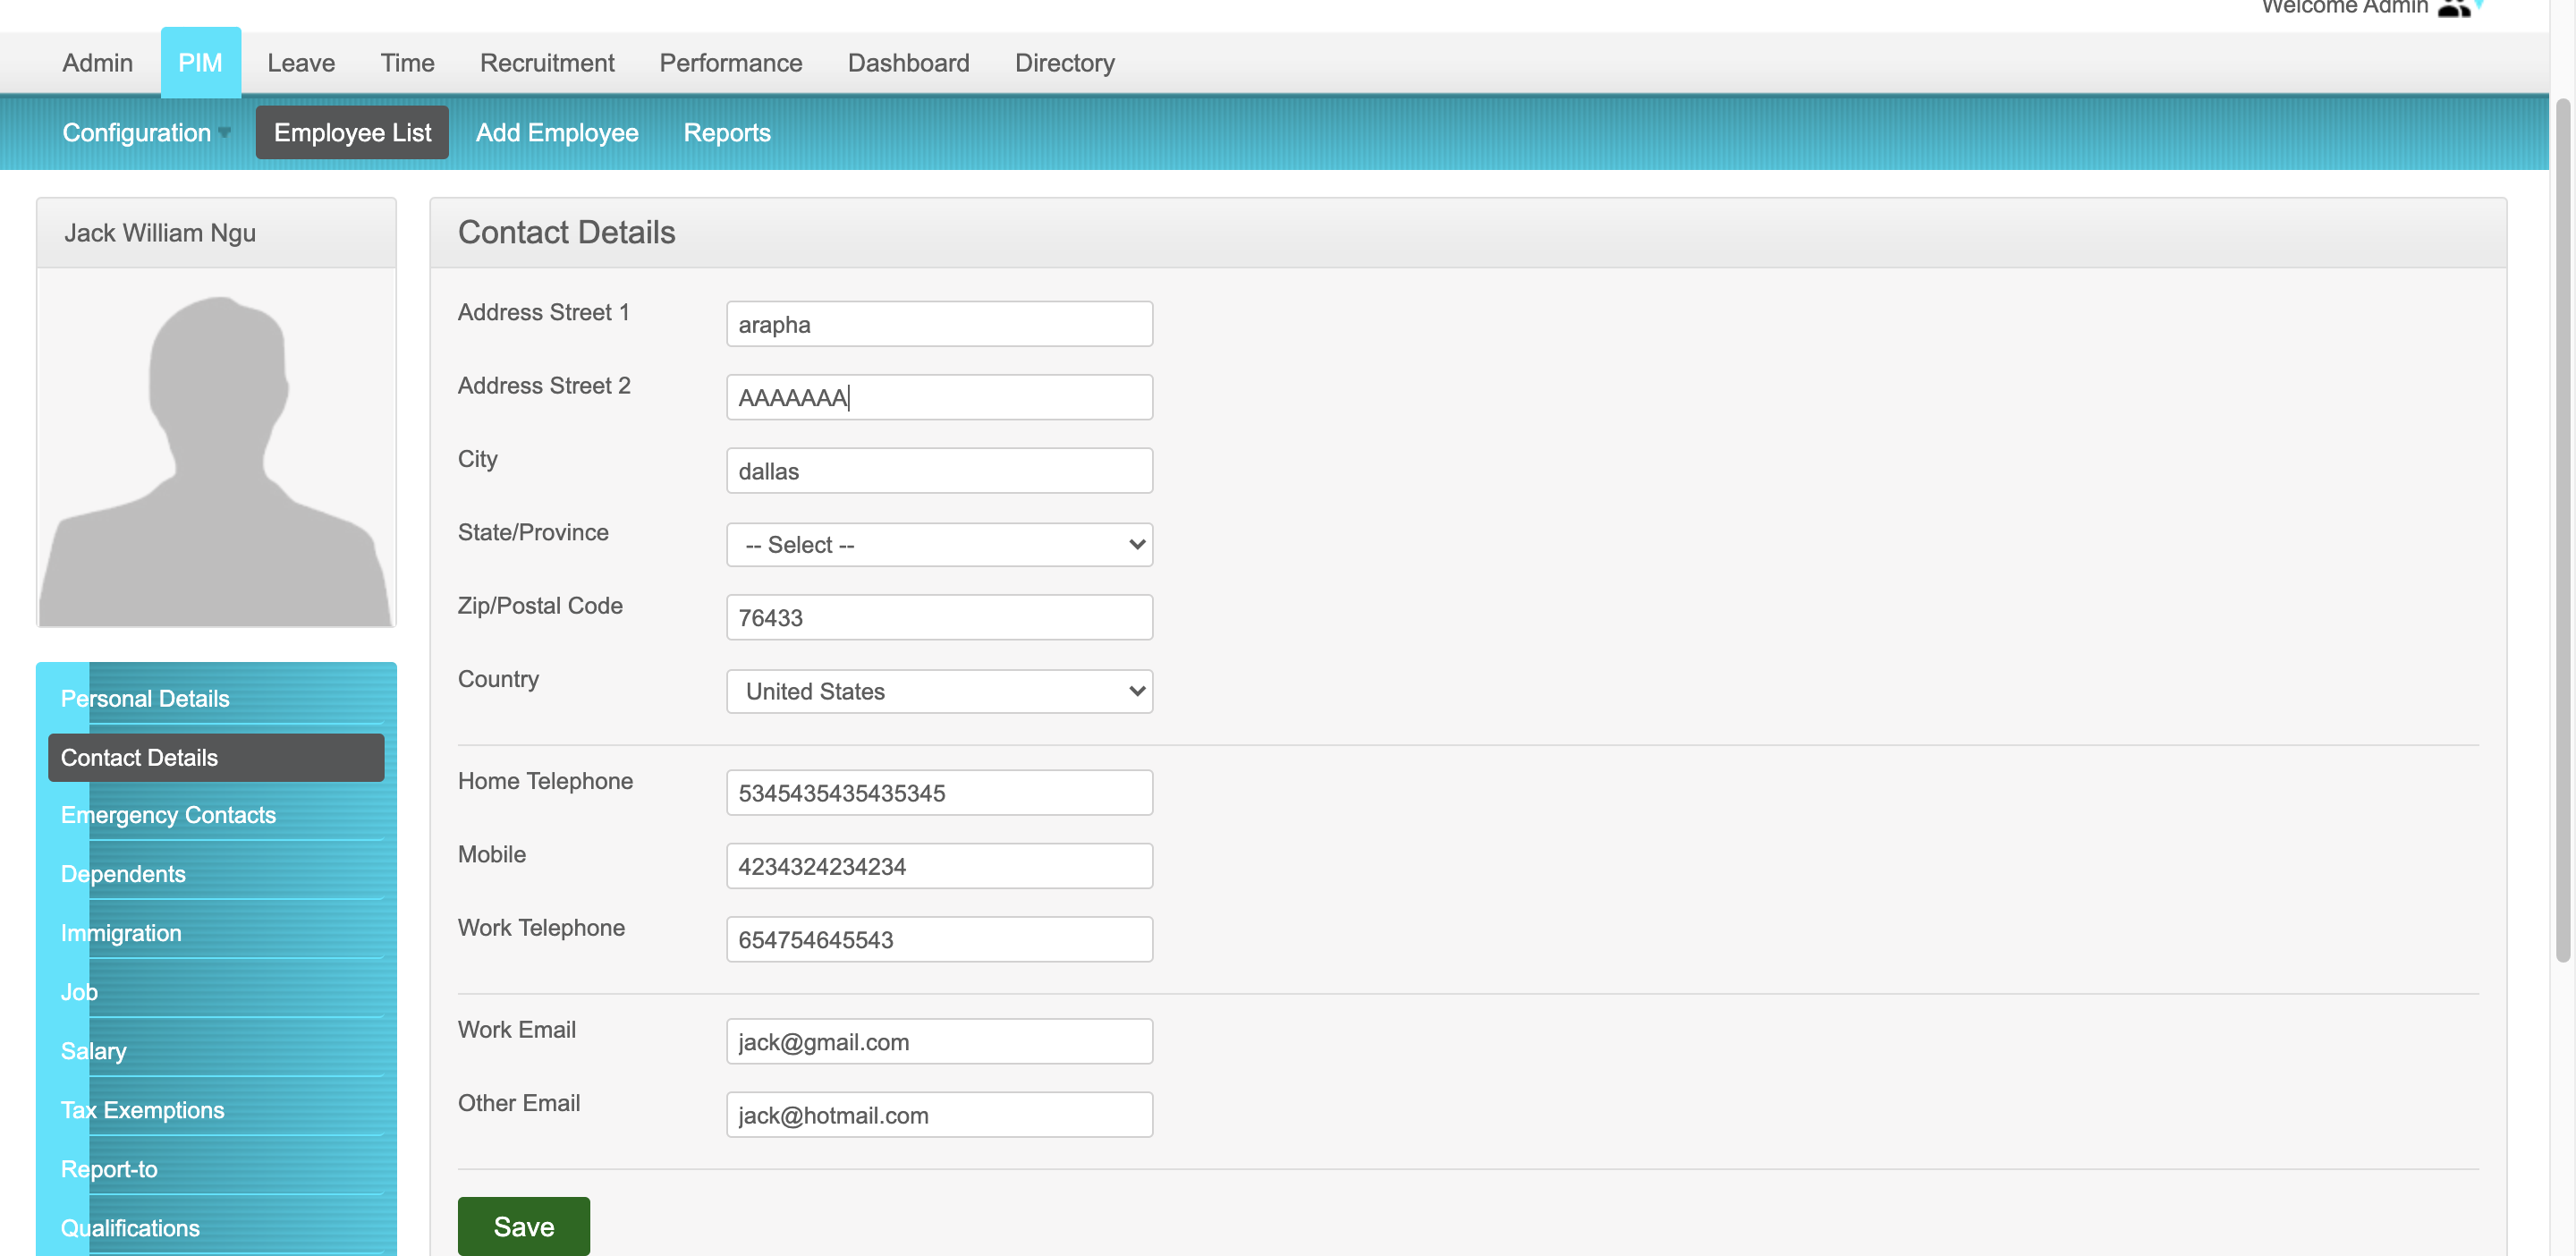 Welcome Admin
Admin PIM Leave Time Recruitment Performance Dashboard Directory
Configuration Employee List Add Employee Reports
Jack William Ngu
Contact Details
Address Street 1 arapha
Address Street 2 AAAAAAA
City dallas
State/Province -- Select --
Zip/Postal Code 76433
Country United States
Home Telephone 5345435435435345
Mobile 4234324234234
Work Telephone 654754645543
Work Email jack@gmail.com
Other Email jack@hotmail.com
Save
Personal Details
Contact Details
Emergency Contacts
Dependents
Immigration
Job
Salary
Tax Exemptions
Report-to
Qualifications